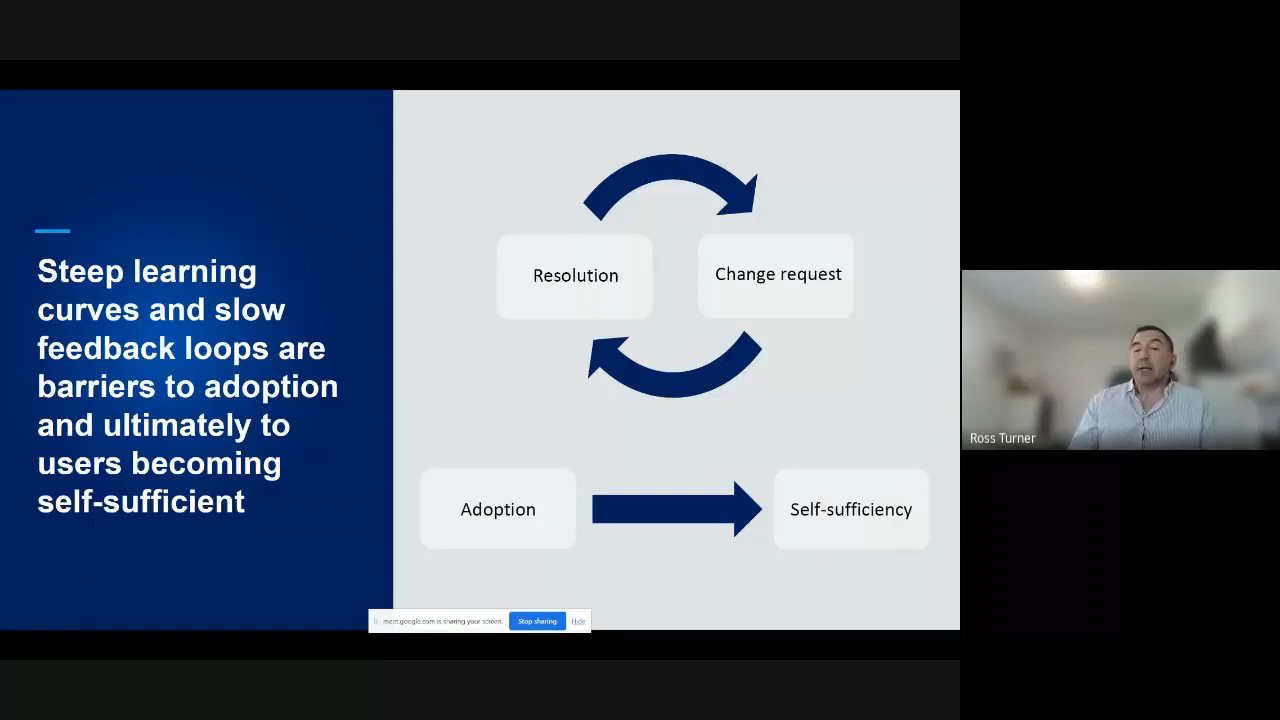 Steep learning
curves and slow
feedback loops are
barriers to adoption
and ultimately to
users becoming
self-sufficient
Resolution
Change request
Adoption
Self-sufficiency
meet.google.com is sharing your screen.
Stop sharing
Hide
Ross Turner